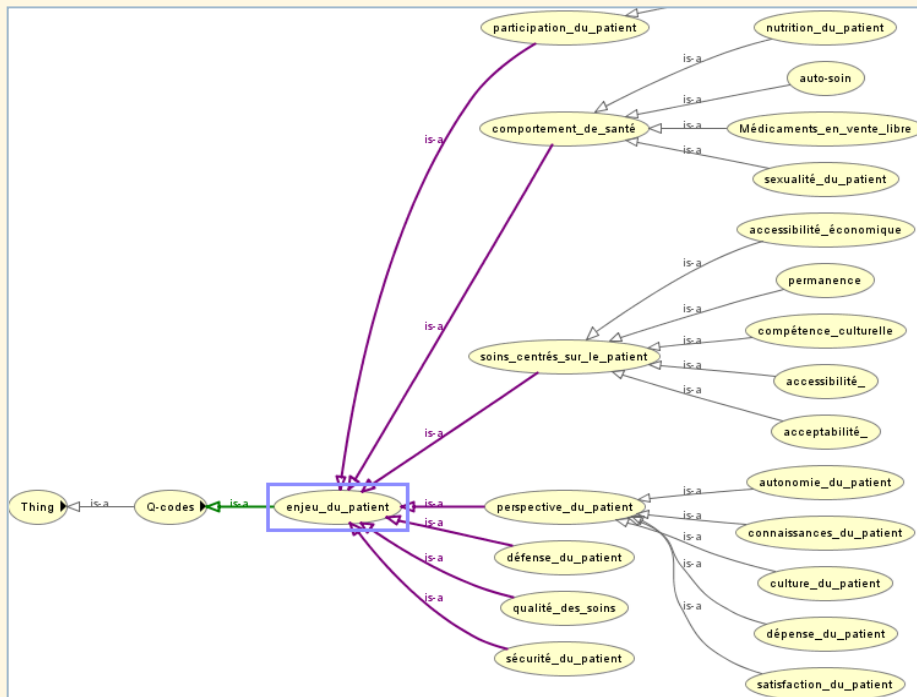 participation_du_patient
nutrition_du_patient
is-a
auto-soin
is-a
comportement_de_santé
is-a
Médicaments_en_vente_libre
is-a
is-a
sexualité_du_patient
accessibilité_économique
is-a
permanence
is-a
compétence_culturelle
is-a
is-a
soins_centrés_sur_le_patient
is-a
accessibilité_
is-a
is-a
acceptabilité_
autonomie_du_patient
is-a
Thing
is-a
Q-codes
is-a
enjeu_du_patient
is-a
perspective_du_patient
is-a
connaissances_du_patient
is-a
défense_du_patient
is-a
culture_du_patient
is-a
qualité_des_soins
is-a
is-a
dépense_du_patient
sécurité_du_patient
satisfaction_du_patient